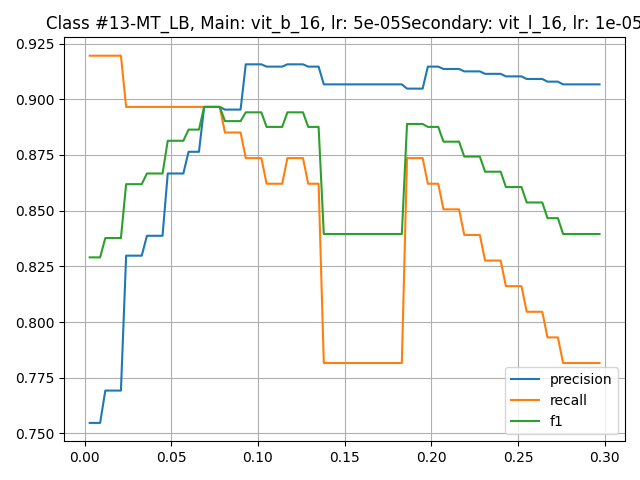 Class #13-MT_LB, Main: vit_b_16, lr: 5e-05Secondary: vit_l_16, lr: 1e-05
0.925
0.900
0.875
0.850
0.825
0.800
0.775
0.750
precision
recall
f1
0.00 0.05 0.10 0.15 0.20 0.25 0.30